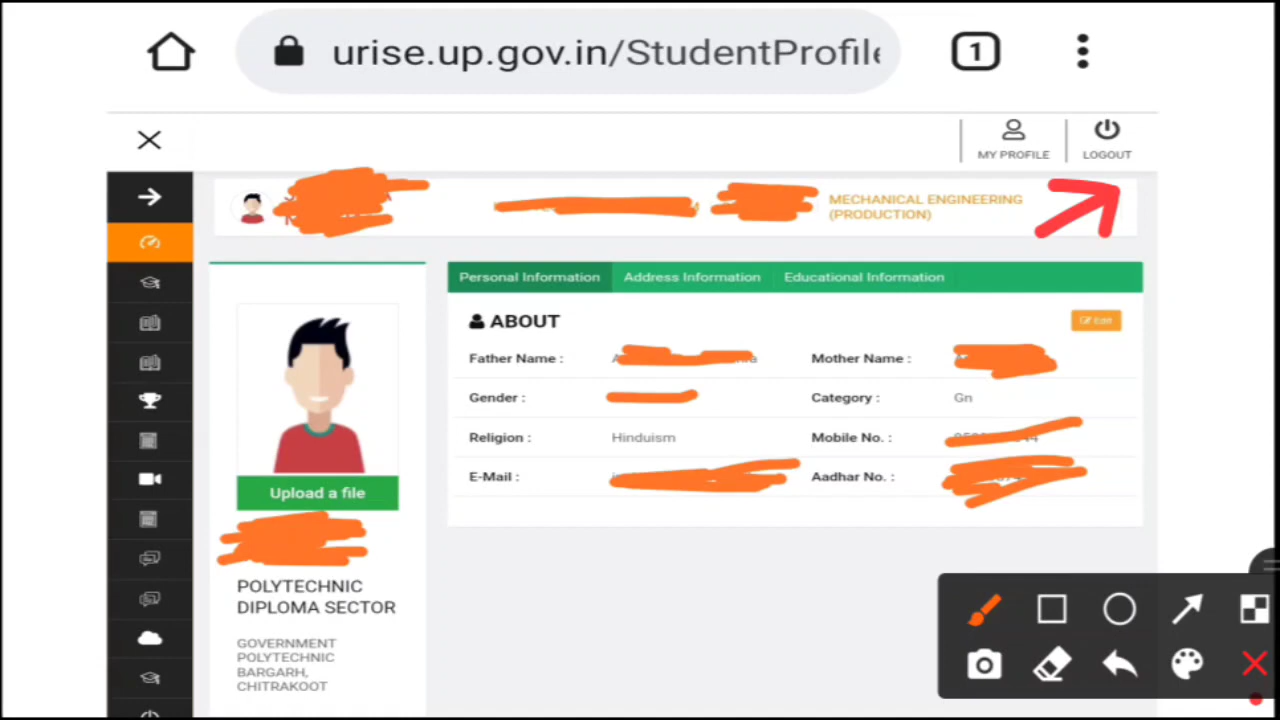 urise.up.gov.in/StudentProfile
1
MY PROFILE
LOGOUT
MECHANICAL ENGINEERING
(PRODUCTION)
Personal Information Address Information Educational Information
ABOUT
Edit
Father Name :
Mother Name :
Gender :
Category : Gn
Religion : Hinduism
Mobile No. :
E-Mail :
Aadhar No. :
Upload a file
POLYTECHNIC
DIPLOMA SECTOR
GOVERNMENT
POLYTECHNIC
BARGARH,
CHITRAKOOT